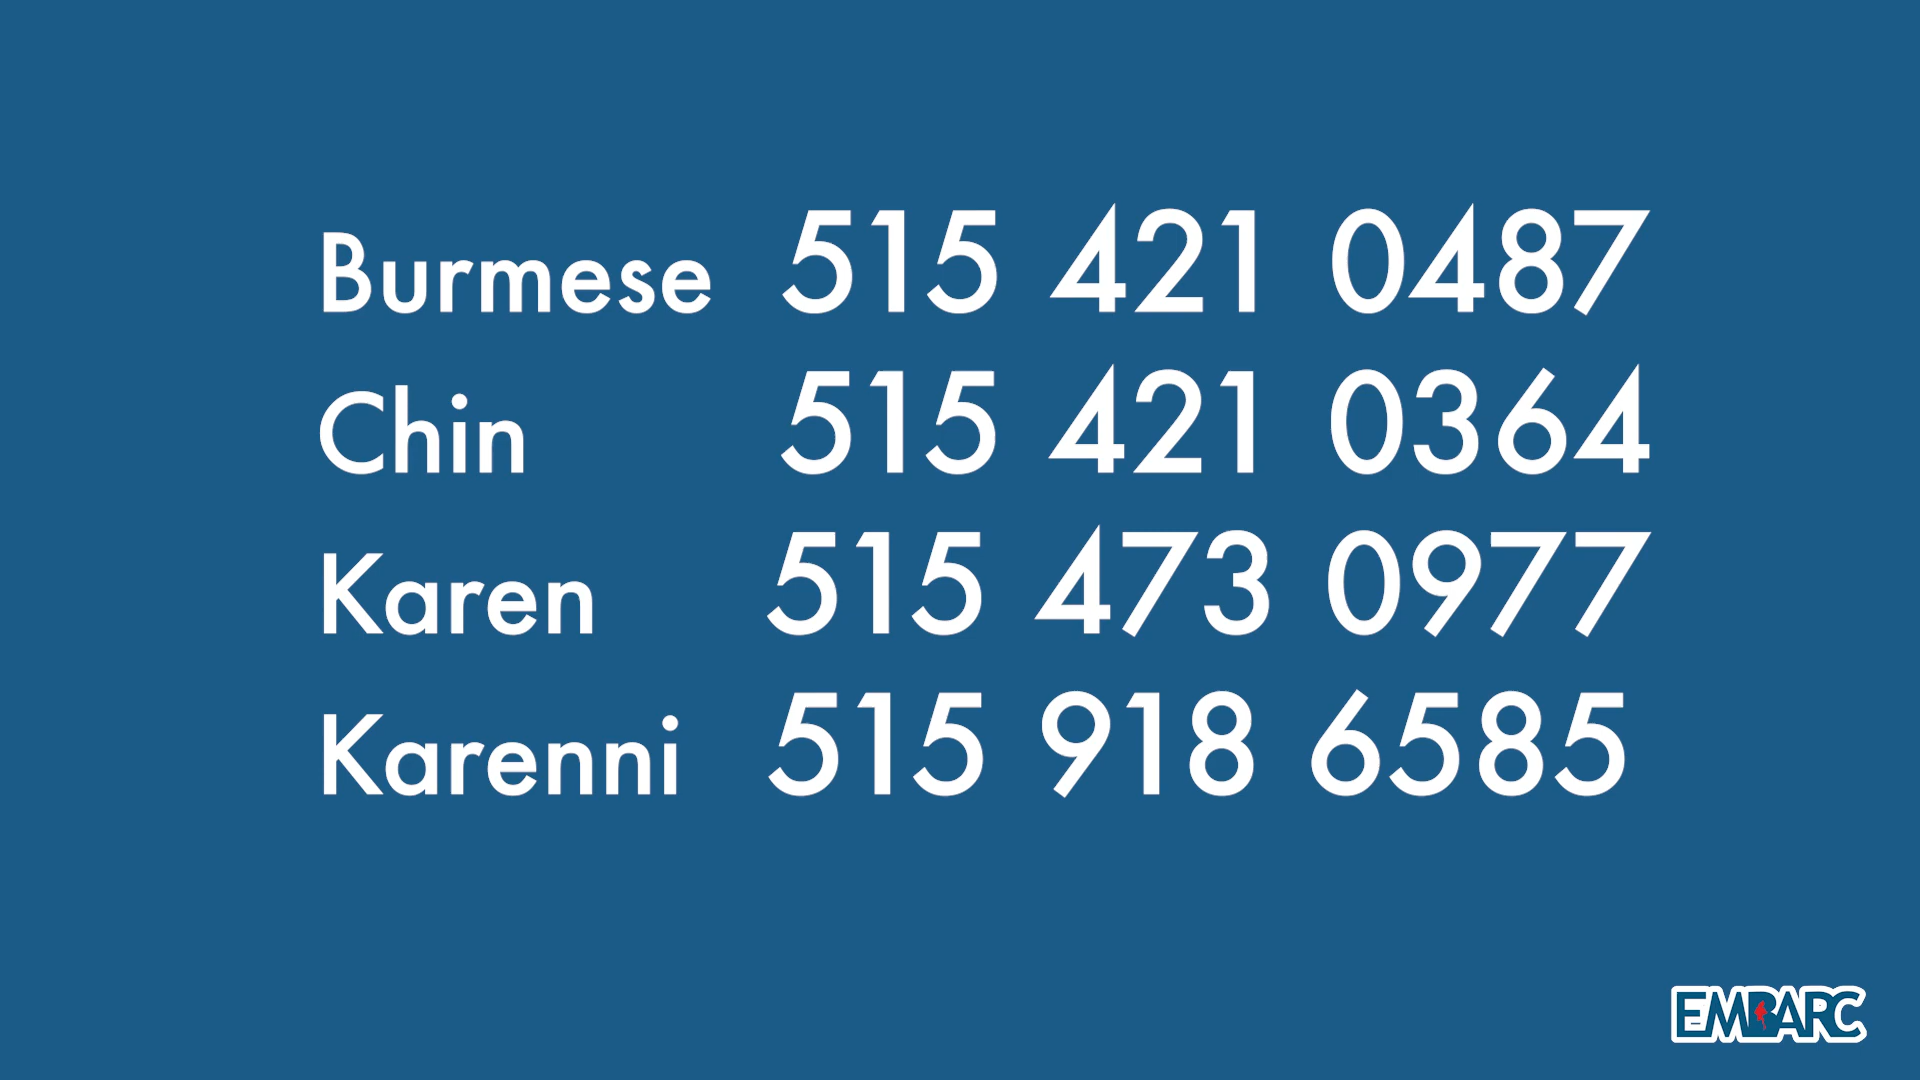 Burmese 515 421 0487
Chin 515 421 0364
Karen 515 473 0977
Karenni 515 918 6585
EMBARC